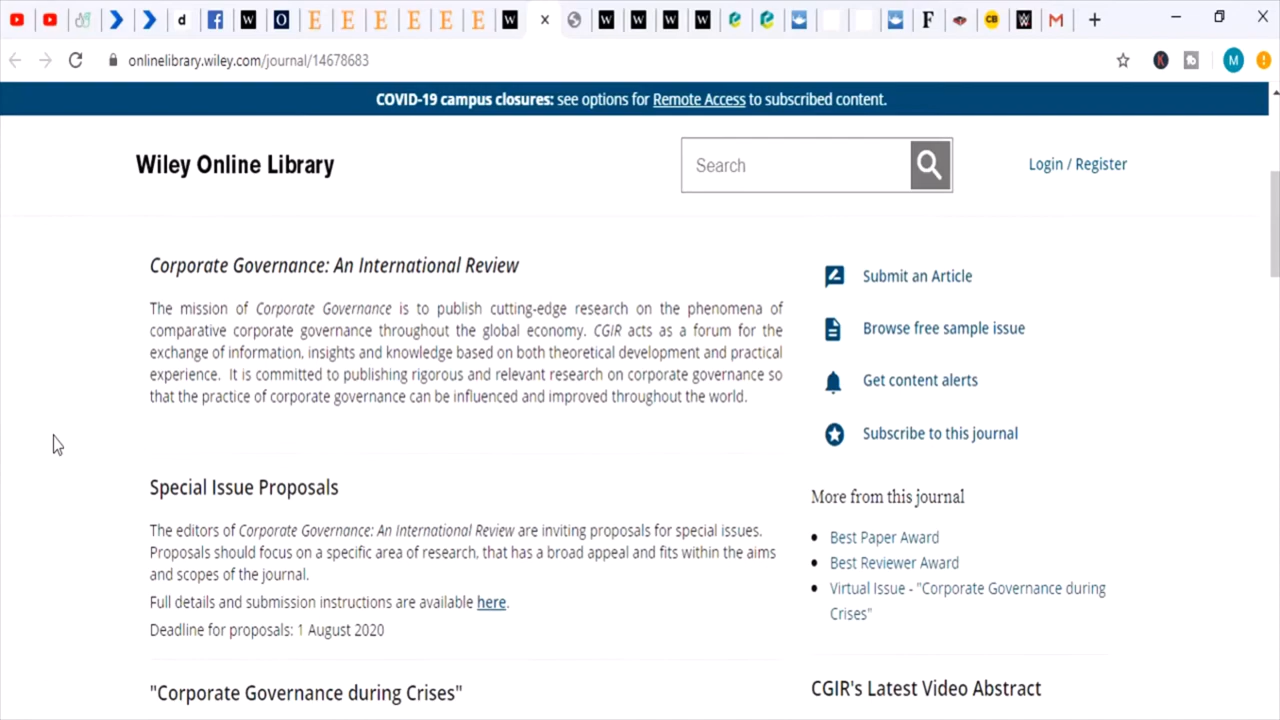 onlinelibrary.wiley.com/journal/14678683
M
COVID-19 campus closures: see options for Remote Access to subscribed content.
Wiley Online Library
Search
Login / Register
Corporate Governance: An International Review
The mission of Corporate Governance is to publish cutting-edge research on the phenomena of
comparative corporate governance throughout the global economy. CGIR acts as a forum for the
exchange of information, insights and knowledge based on both theoretical development and practical
experience. It is committed to publishing rigorous and relevant research on corporate governance so
that the practice of corporate governance can be influenced and improved throughout the world.
Submit an Article
Browse free sample issue
Get content alerts
Subscribe to this journal
Special Issue Proposals
The editors of Corporate Governance: An International Review are inviting proposals for special issues.
Proposals should focus on a specific area of research, that has a broad appeal and fits within the aims
and scopes of the journal.
Full details and submission instructions are available here.
Deadline for proposals: 1 August 2020
"Corporate Governance during Crises"
More from this journal
Best Paper Award
Best Reviewer Award
Virtual Issue - "Corporate Governance during
Crises"
CGIR's Latest Video Abstract